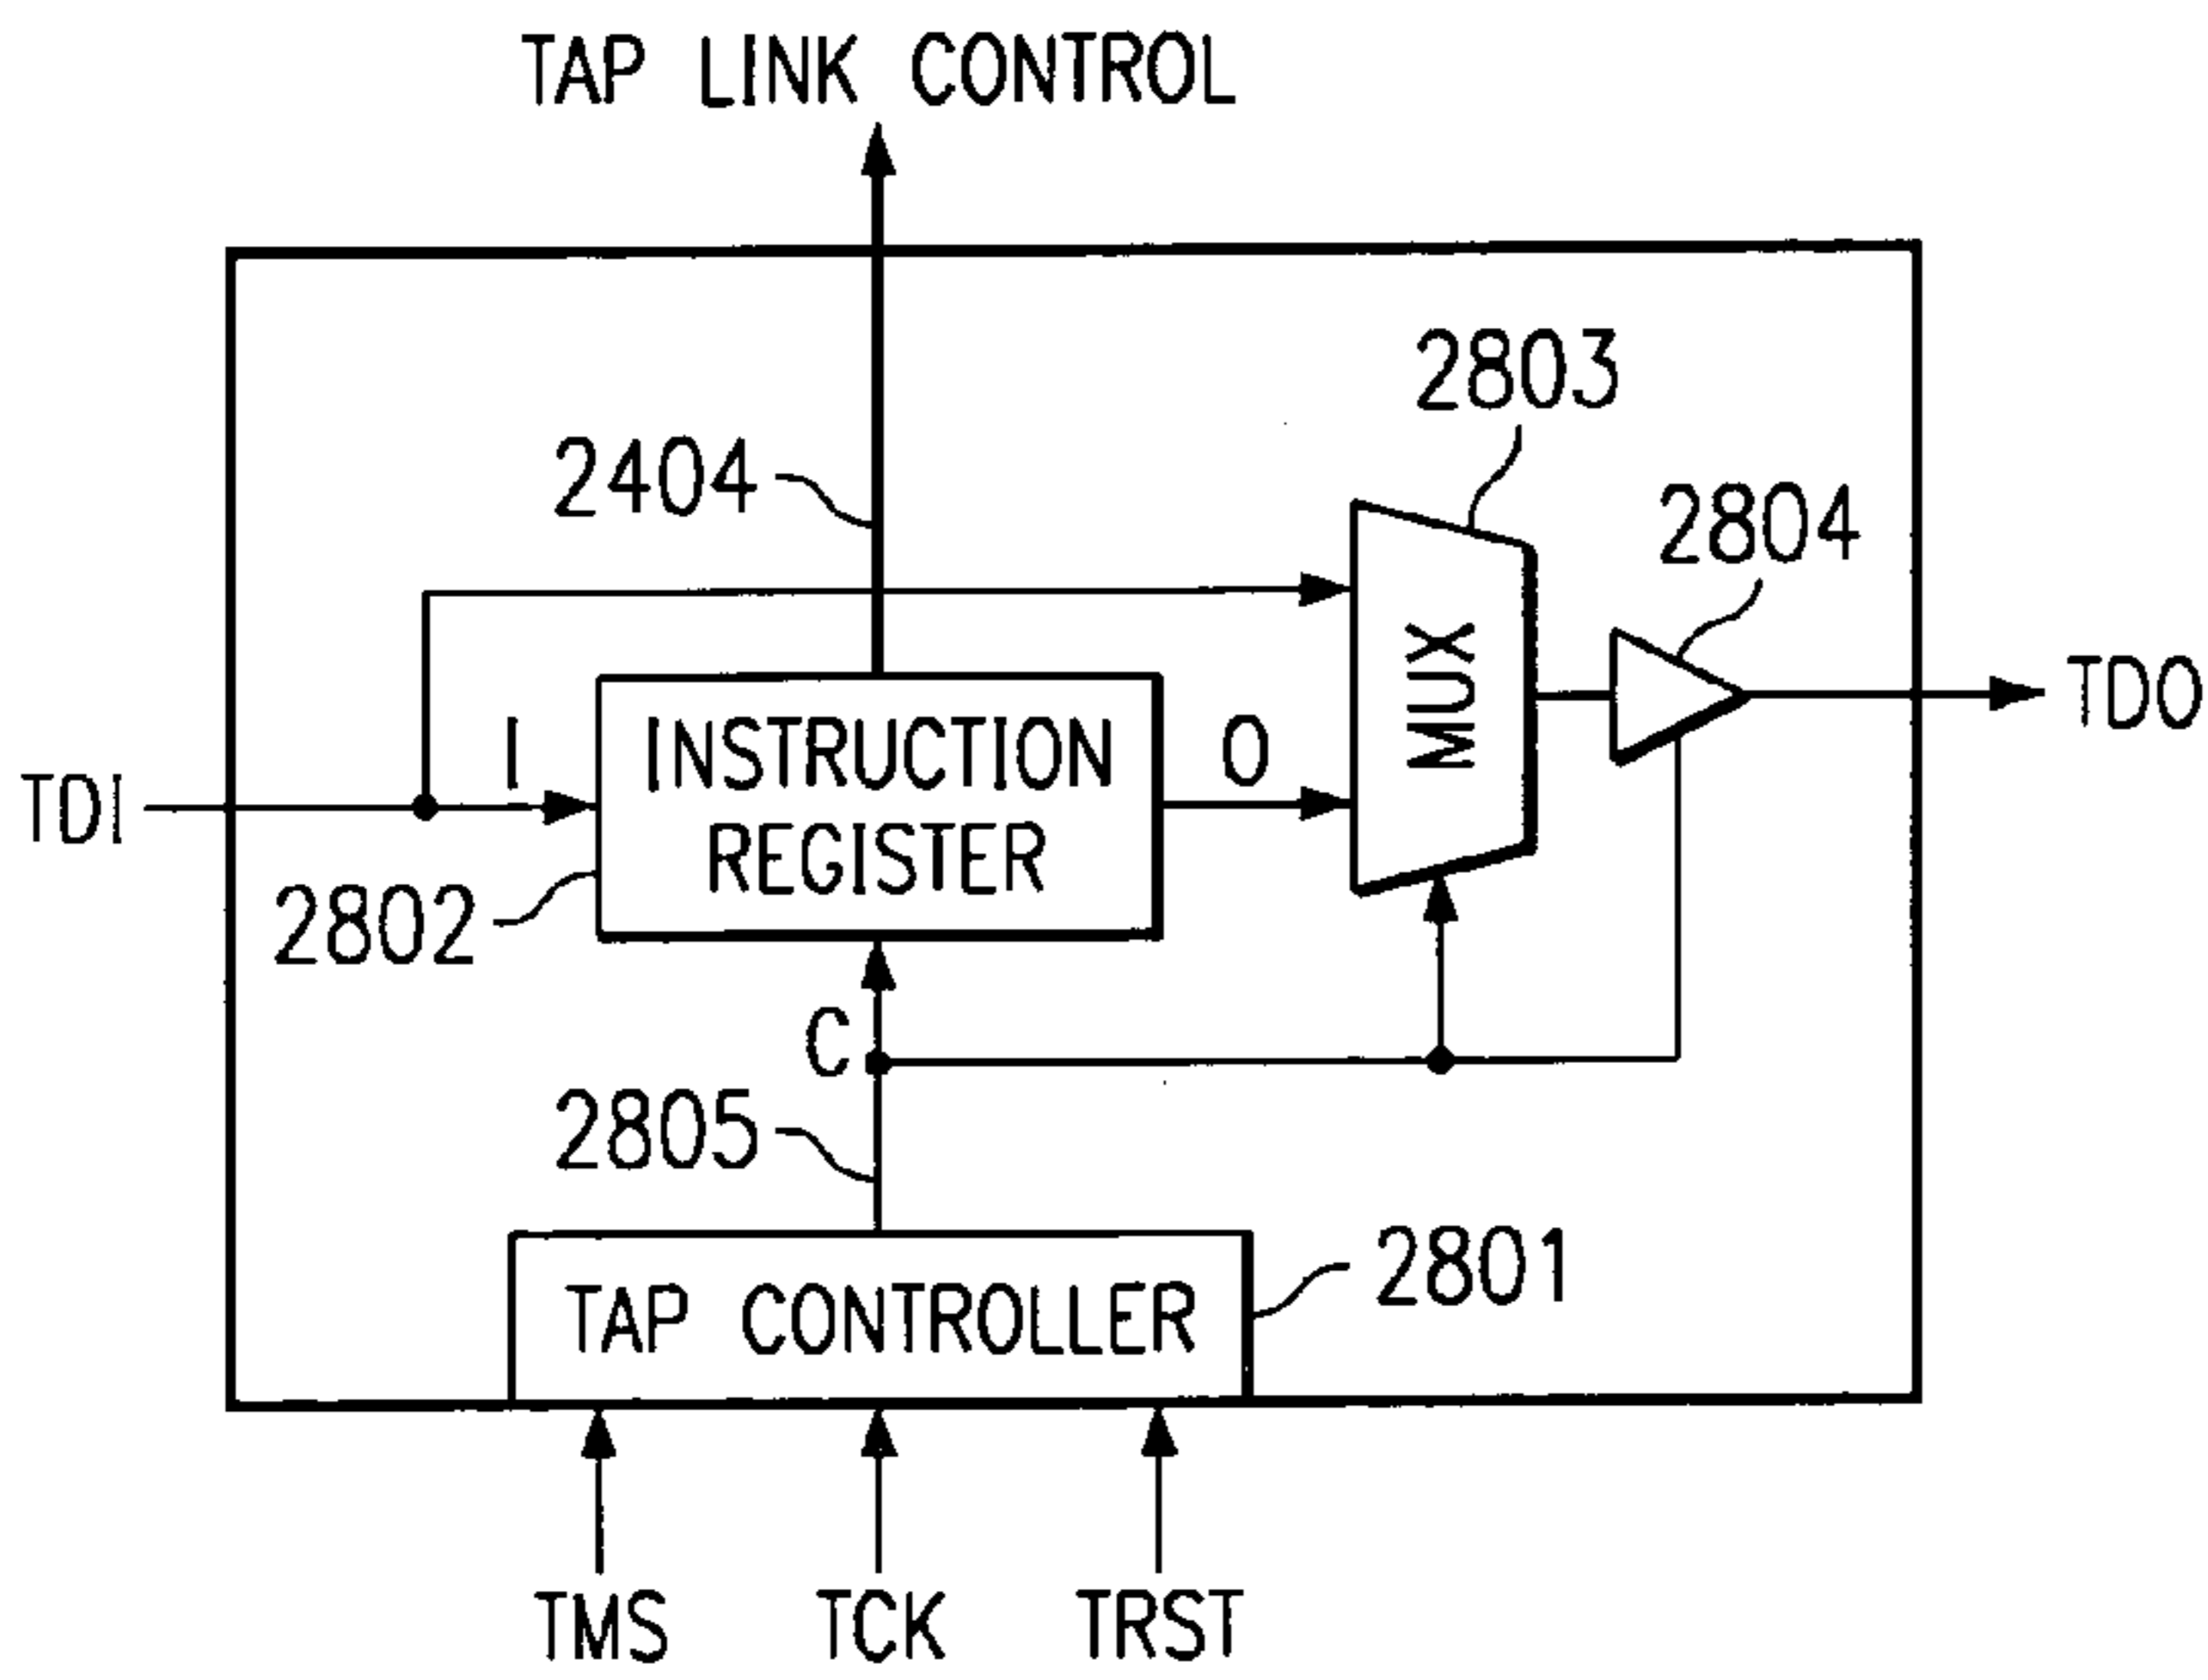 TAP LINK CONTROL
2803
2404
2804
MUX
I
INSTRUCTION
REGISTER
O
TDO
TDI
2802
C
2805
TAP CONTROLLER
2801
TMS
TCK
TRST